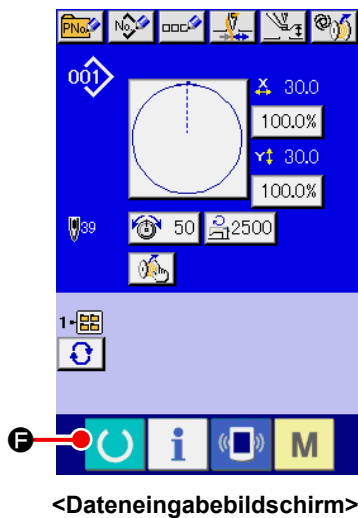 PNo. No.
001
X 30.0
100.0%
Y 30.0
100.0%
39 50 2500
1-
F i M
<Dateneingabebildschirm>